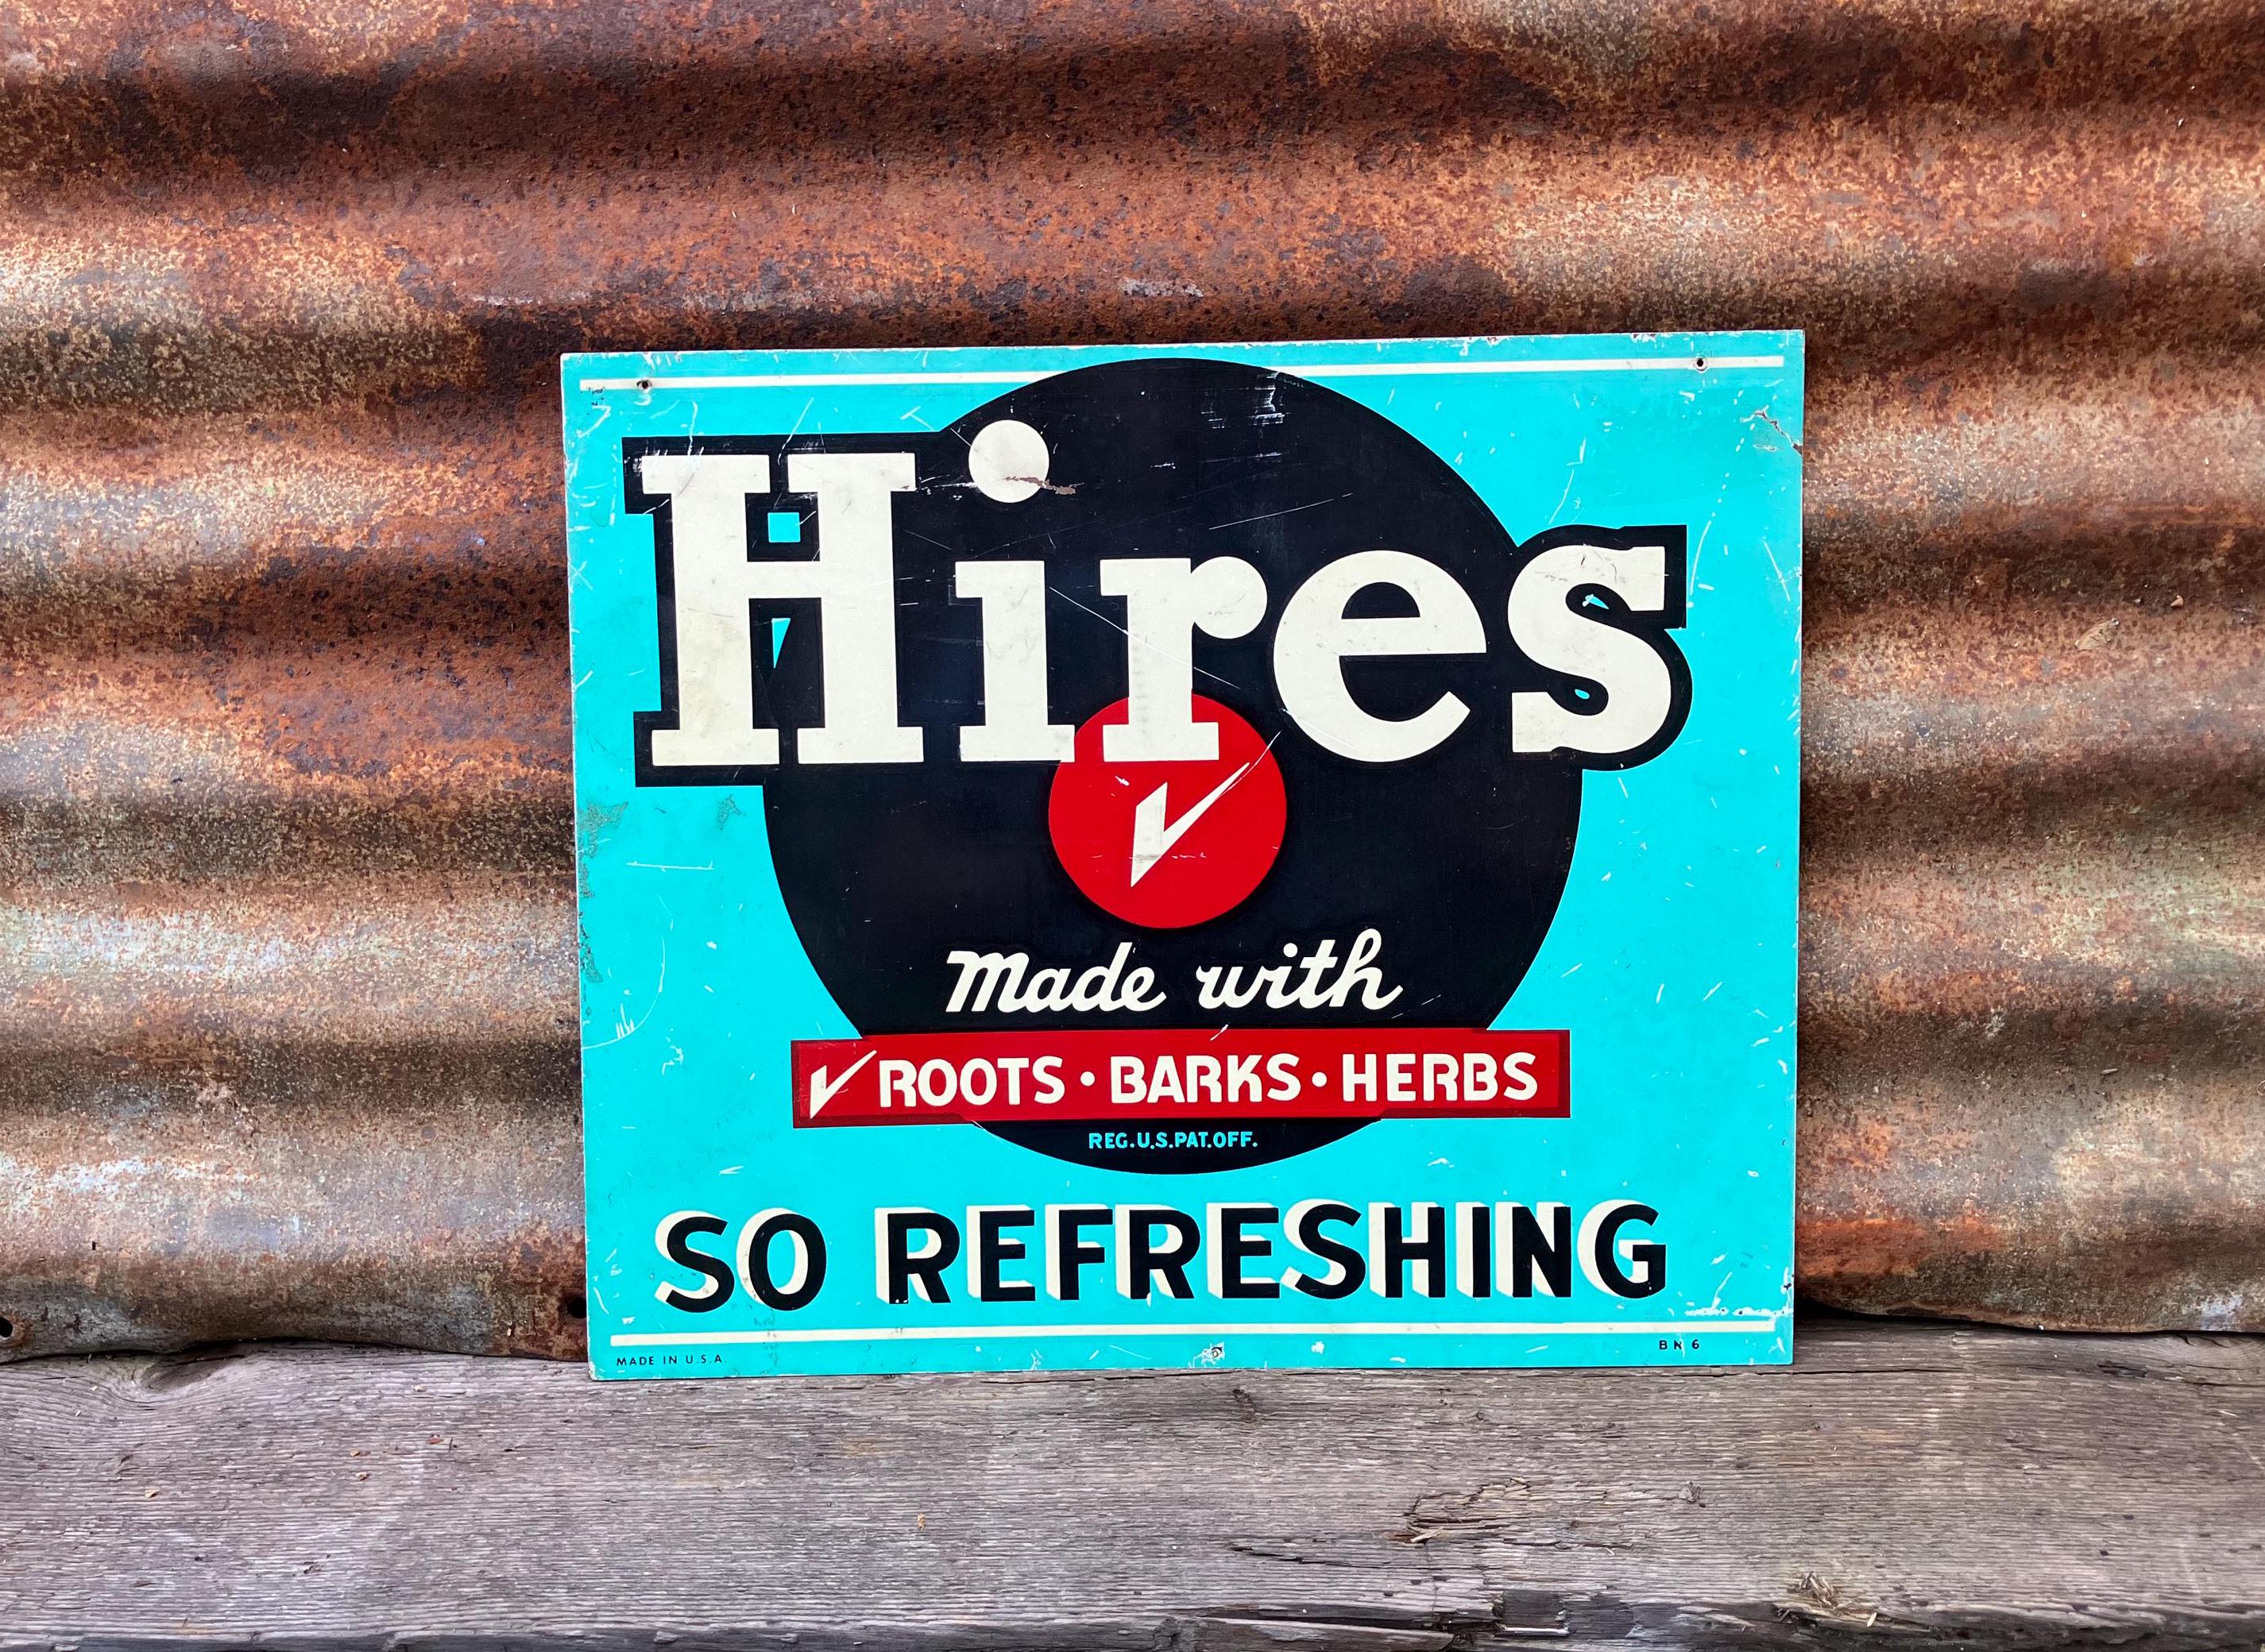 Hires
Made with
ROOTS • BARKS • HERBS
REG. U.S. PAT. OFF.
SO REFRESHING
MADE IN U.S.A.
BN 6